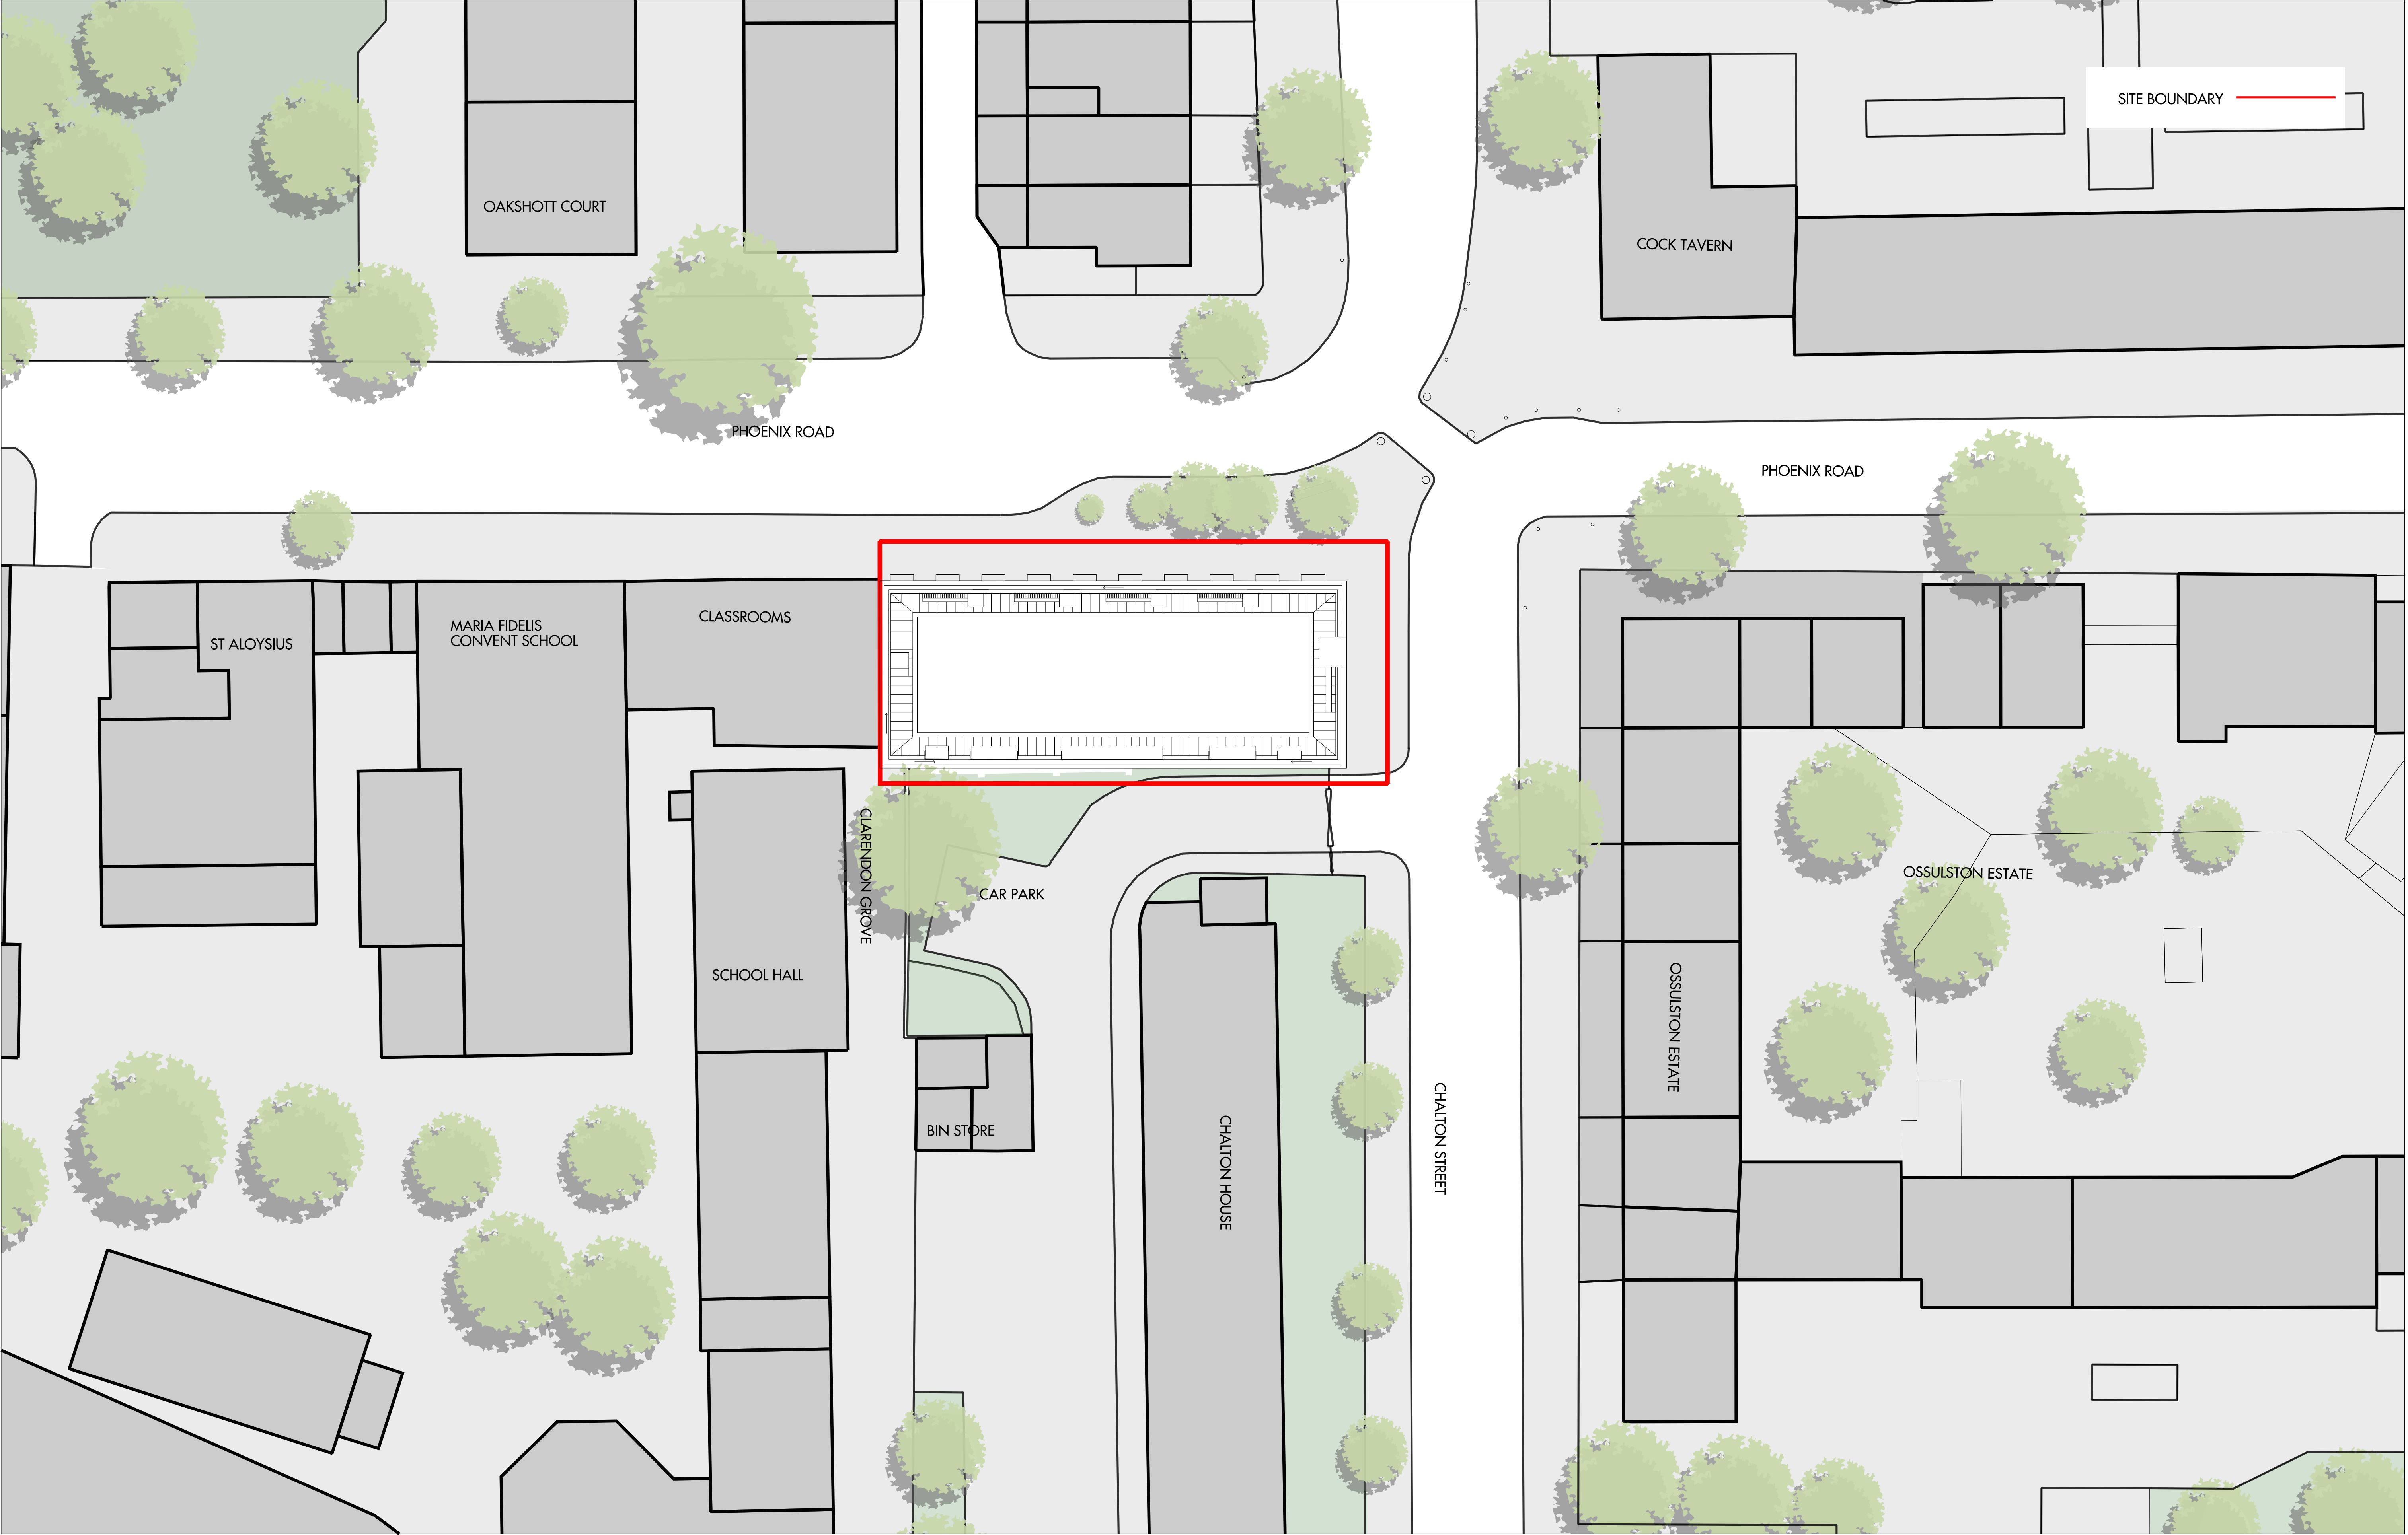 SITE BOUNDARY
OAKSHOTT COURT
COCK TAVERN
PHOENIX ROAD
PHOENIX ROAD
ST ALOYSIUS
MARIA FIDELIS
CONVENT SCHOOL
CLASSROOMS
CLARENDON GROVE
CAR PARK
OSSULSTON ESTATE
SCHOOL HALL
OSSULSTON ESTATE
BIN STORE
CHALTON HOUSE
CHALTON STREET